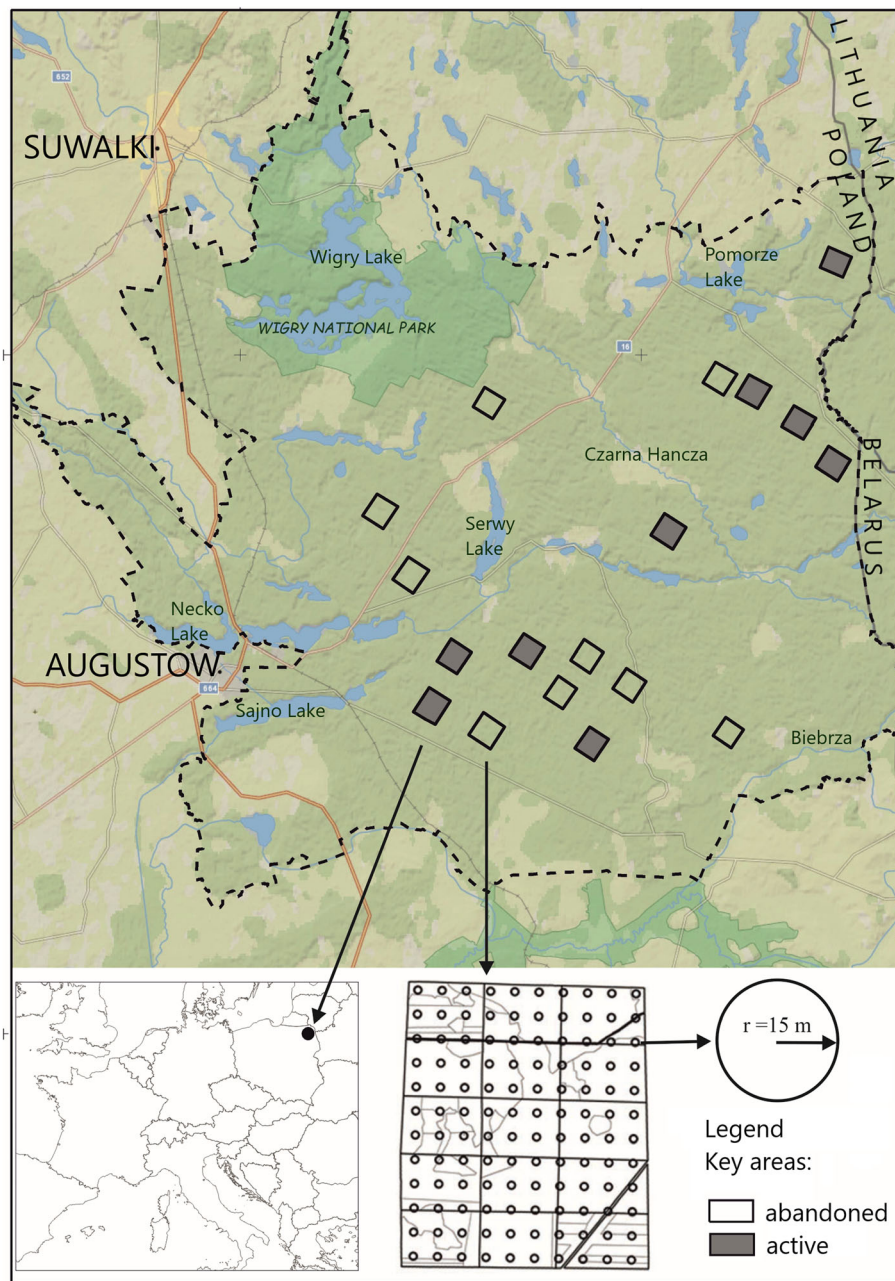 652
SUWALKI
LITHUANIA
POLAND
Wigry Lake
Pomorze
Lake
WIGRY NATIONAL PARK
16
Czarna Hancza
BELARUS
Serwy
Lake
Necko
Lake
AUGUSTOW
664
Sajno Lake
Biebrza
r =15 m
Legend
Key areas:
abandoned
active